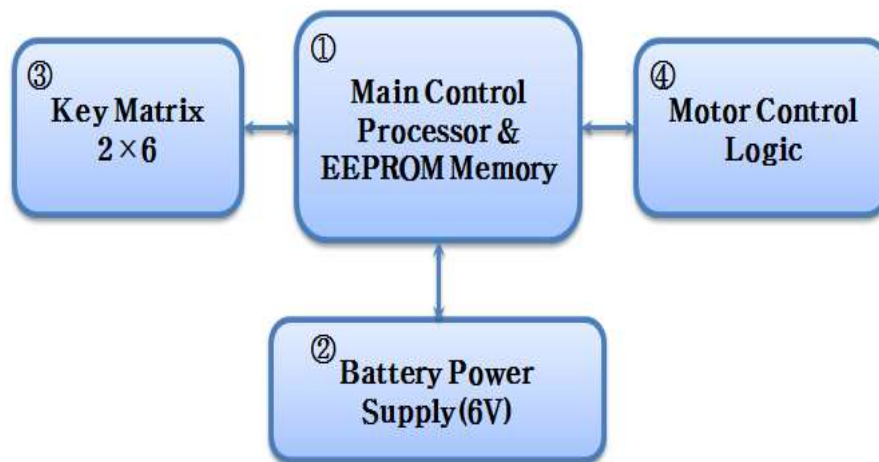 ③
Key Matrix
2×6
①
Main Control
Processor &
EEPROM Memory
④
Motor Control
Logic
②
Battery Power
Supply(6V)